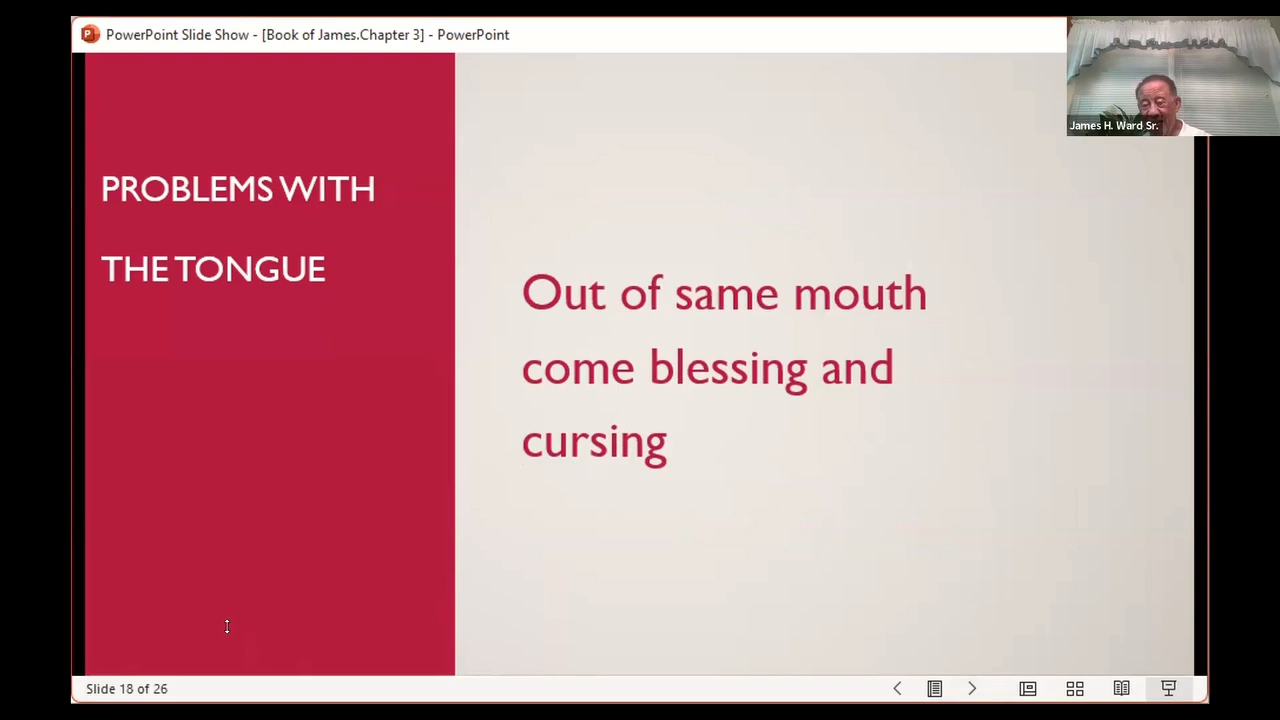 PowerPoint Slide Show - [Book of James.Chapter 3] - PowerPoint
James H. Ward Sr.
PROBLEMS WITH
THE TONGUE
Out of same mouth
come blessing and
cursing
Slide 18 of 26